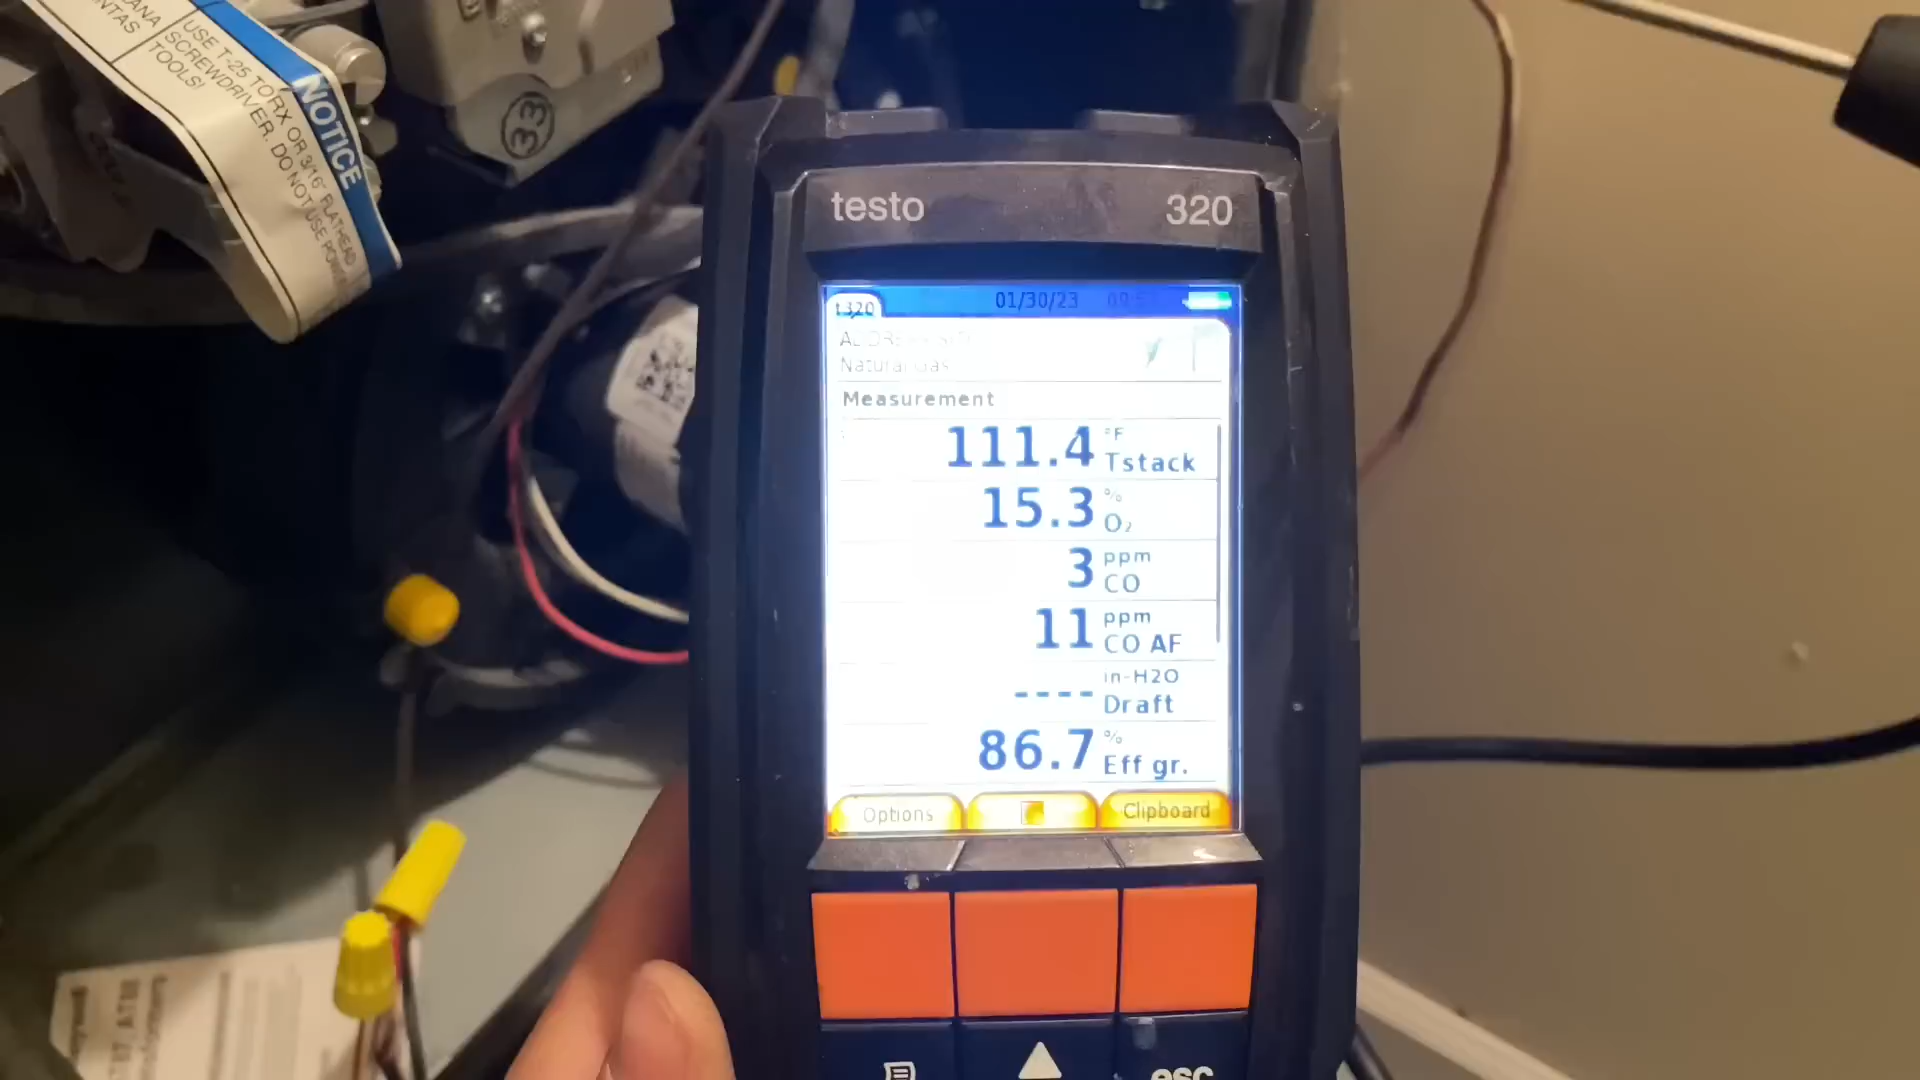 NOTICE
USE T-25 TORX OR 3/16" FLATHEAD
SCREWDRIVER. DO NOT USE POWER
TOOLS!
33
testo 320
t320 01/30/23
Natural Gas
Measurement
111.4 °F Tstack
15.3 % O₂
3 ppm CO
11 ppm CO AF
---- in-H2O Draft
86.7 % Eff gr.
Options Clipboard
esc